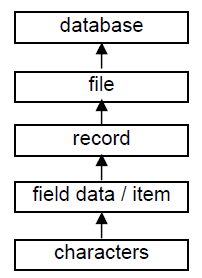 database
file
record
field data / item
characters